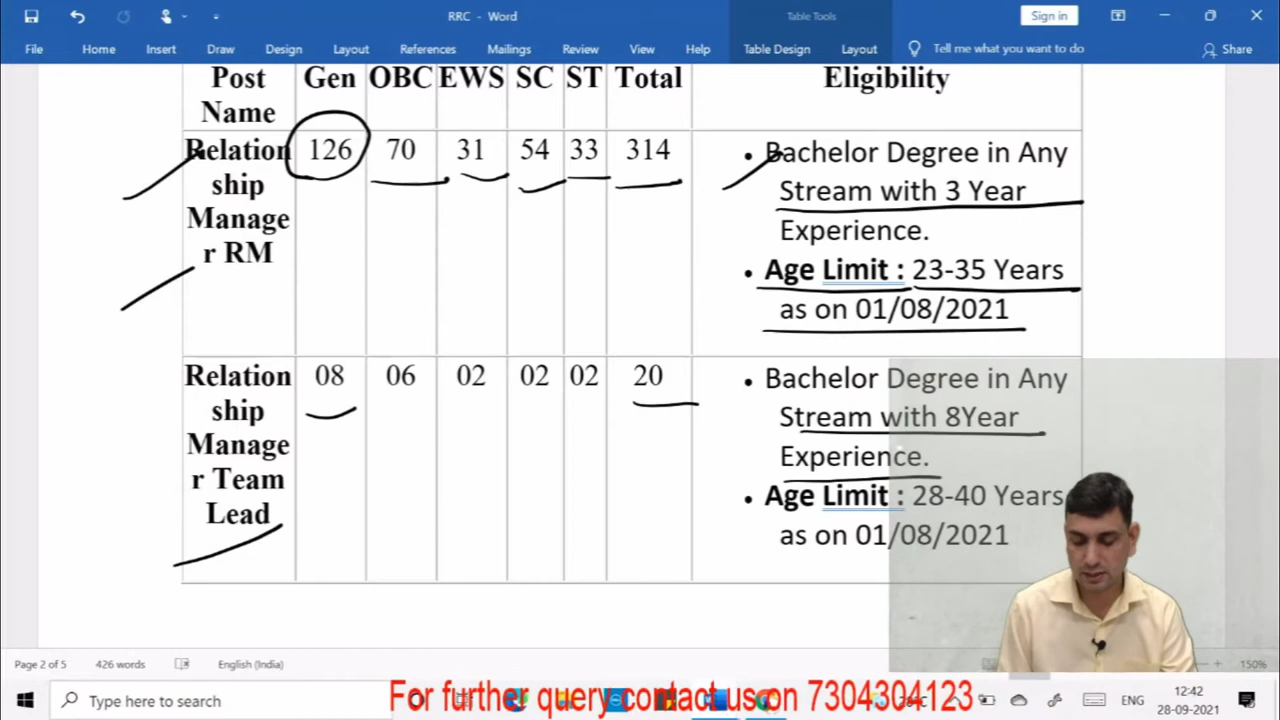 RRC - Word
Table Tools
Sign in
File Home Insert Draw Design Layout References Mailings Review View Help Table Design Layout Tell me what you want to do Share
Post Name Gen OBC EWS SC ST Total Eligibility
Relation ship Manage r RM 126 70 31 54 33 314
• Bachelor Degree in Any
Stream with 3 Year
Experience.
• Age Limit : 23-35 Years
as on 01/08/2021
Relation ship Manage r Team Lead 08 06 02 02 02 20
• Bachelor Degree in Any
Stream with 8Year
Experience.
• Age Limit : 28-40 Years
as on 01/08/2021
Page 2 of 5 426 words English (India) 150%
Type here to search ENG 12:42
28-09-2021
For further query contact us on 7304304123